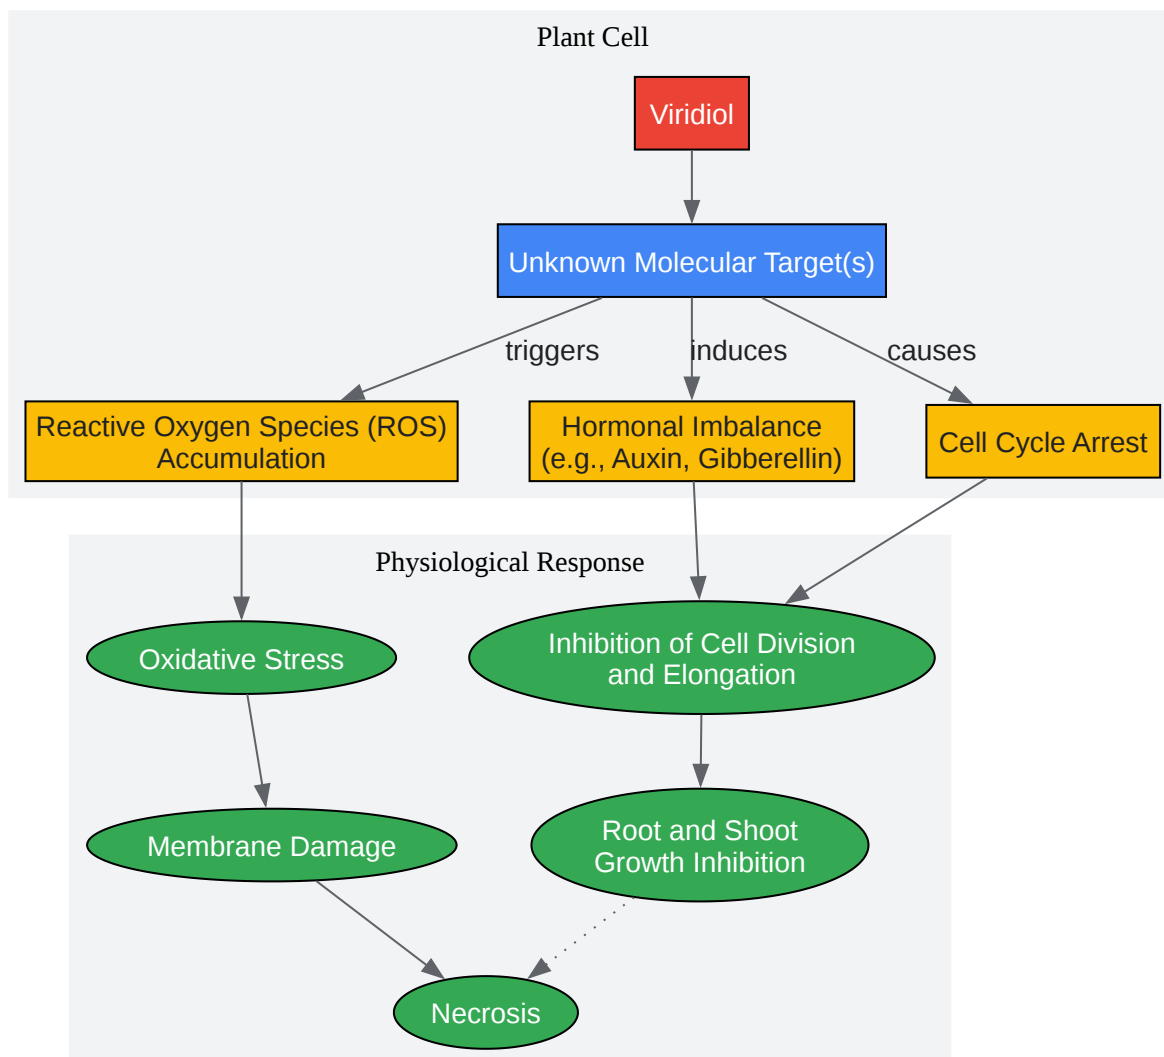 Plant Cell
Viridiol
Unknown Molecular Target(s)
triggers
induces
causes
Reactive Oxygen Species (ROS)
Accumulation
Hormonal Imbalance
(e.g., Auxin, Gibberellin)
Cell Cycle Arrest
Physiological Response
Oxidative Stress
Inhibition of Cell Division
and Elongation
Membrane Damage
Root and Shoot
Growth Inhibition
Necrosis